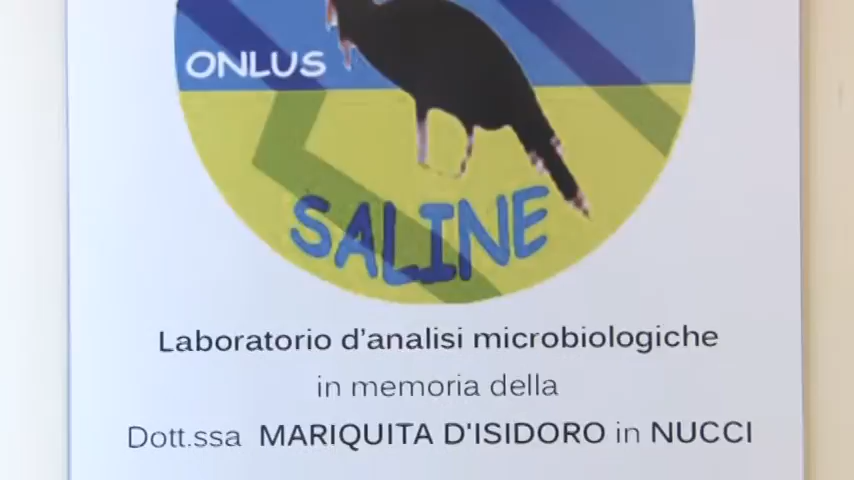 ONLUS
SALINE
Laboratorio d'analisi microbiologiche
in memoria della
Dott.ssa MARIQUITA D'ISIDORO in NUCCI